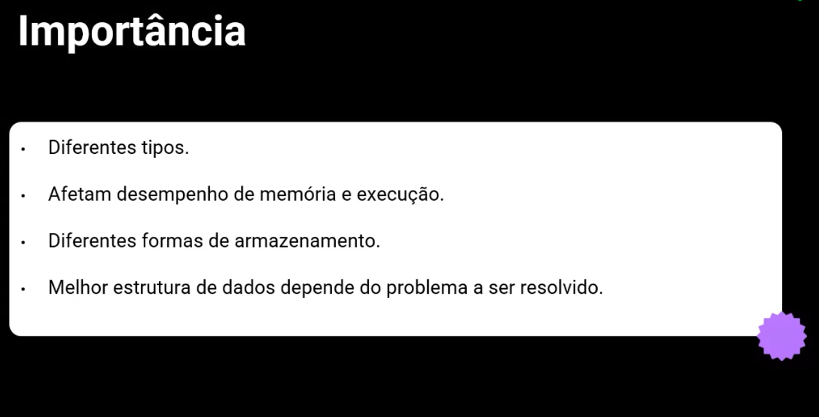 Importância
• Diferentes tipos.
• Afetam desempenho de memória e execução.
• Diferentes formas de armazenamento.
• Melhor estrutura de dados depende do problema a ser resolvido.